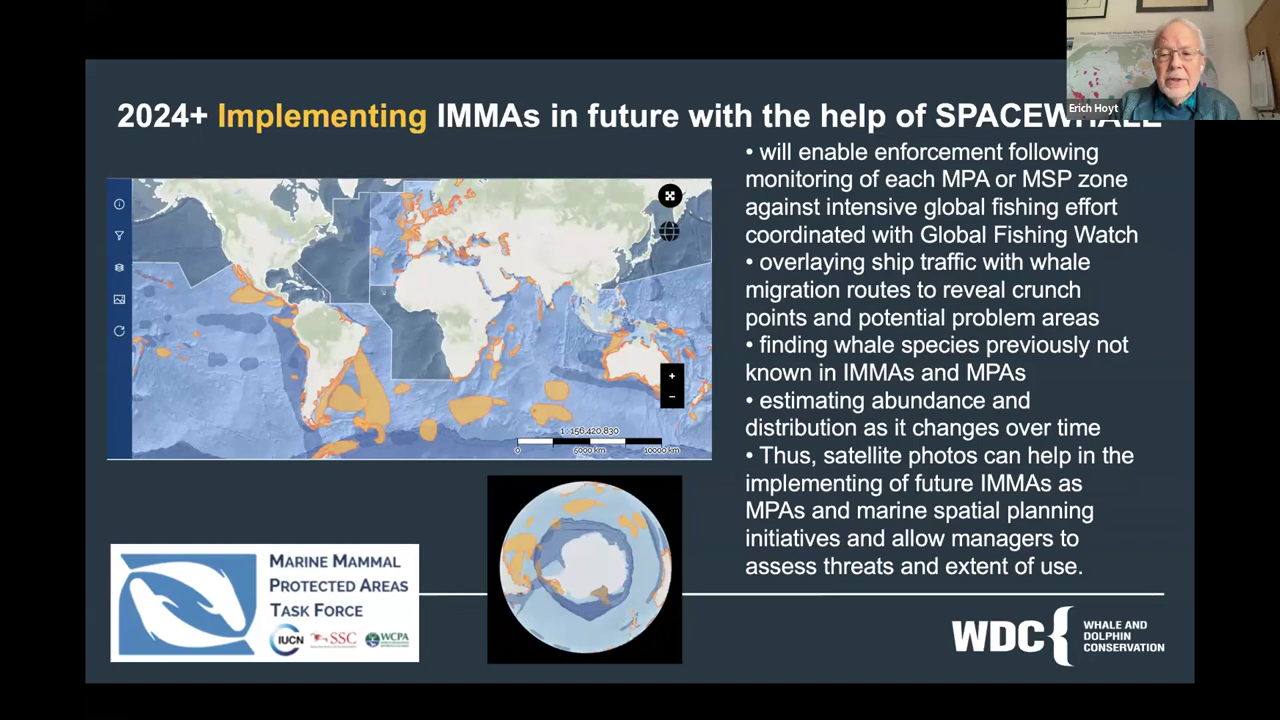 Erich Hoyt
2024+ Implementing IMMAs in future with the help of SPACEWHALE
• will enable enforcement following
monitoring of each MPA or MSP zone
against intensive global fishing effort
coordinated with Global Fishing Watch
• overlaying ship traffic with whale
migration routes to reveal crunch
points and potential problem areas
• finding whale species previously not
known in IMMAs and MPAs
• estimating abundance and
distribution as it changes over time
• Thus, satellite photos can help in the
implementing of future IMMAs as
MPAs and marine spatial planning
initiatives and allow managers to
assess threats and extent of use.
1 : 156,420,830
0 5000 km 10000 km
MARINE MAMMAL
PROTECTED AREAS
TASK FORCE
IUCN SSC WCPA
WDC
WHALE AND
DOLPHIN
CONSERVATION